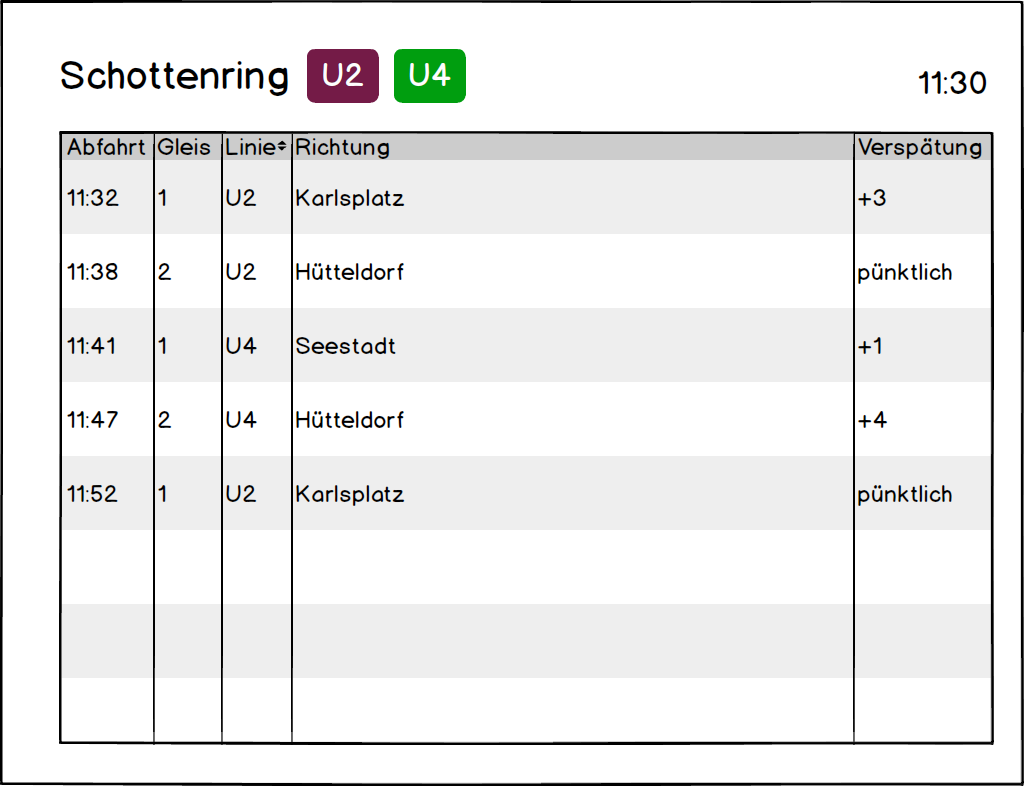 Schottenring U2 U4 11:30
Abfahrt Gleis Linie Richtung Verspätung
11:32 1 U2 Karlsplatz +3
11:38 2 U2 Hütteldorf pünktlich
11:41 1 U4 Seestadt +1
11:47 2 U4 Hütteldorf +4
11:52 1 U2 Karlsplatz pünktlich